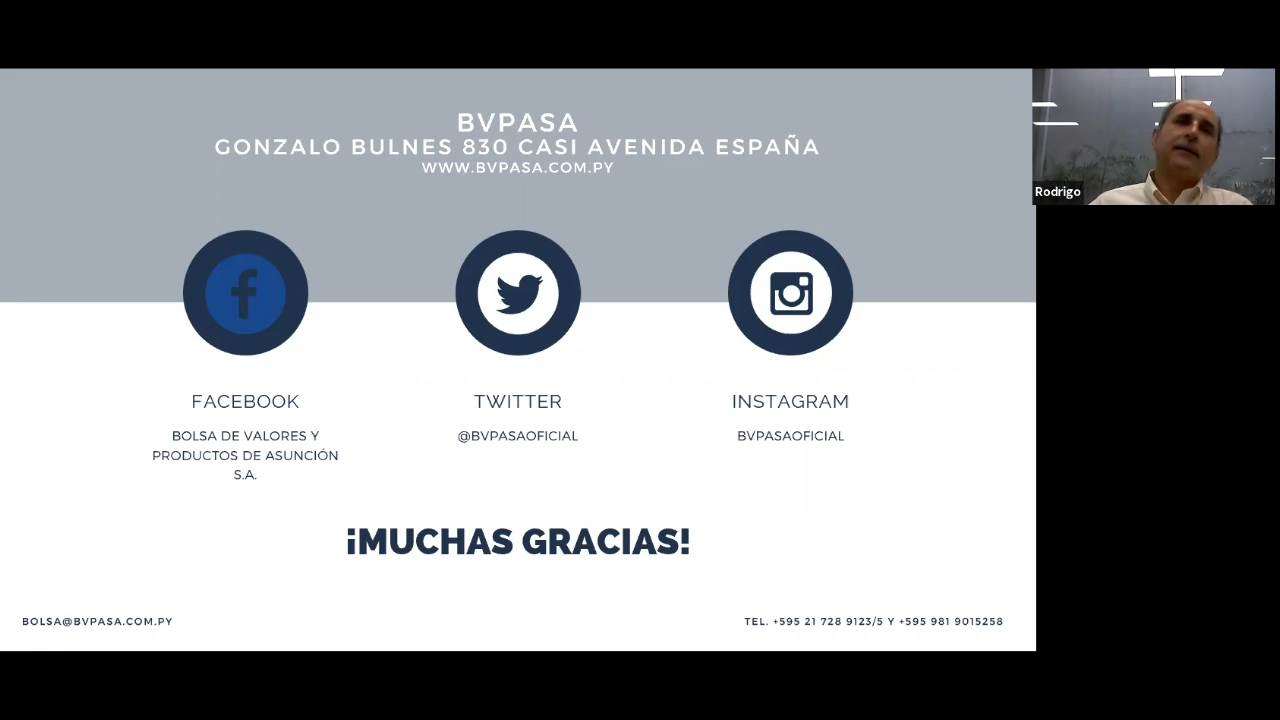 BVPASA
GONZALO BULNES 830 CASI AVENIDA ESPAÑA
WWW.BVPASA.COM.PY
Rodrigo
FACEBOOK
BOLSA DE VALORES Y
PRODUCTOS DE ASUNCIÓN
S.A.
TWITTER
@BVPASAOFICIAL
INSTAGRAM
BVPASAOFICIAL
¡MUCHAS GRACIAS!
BOLSA@BVPASA.COM.PY
TEL. +595 21 728 9123/5 Y +595 981 9015258